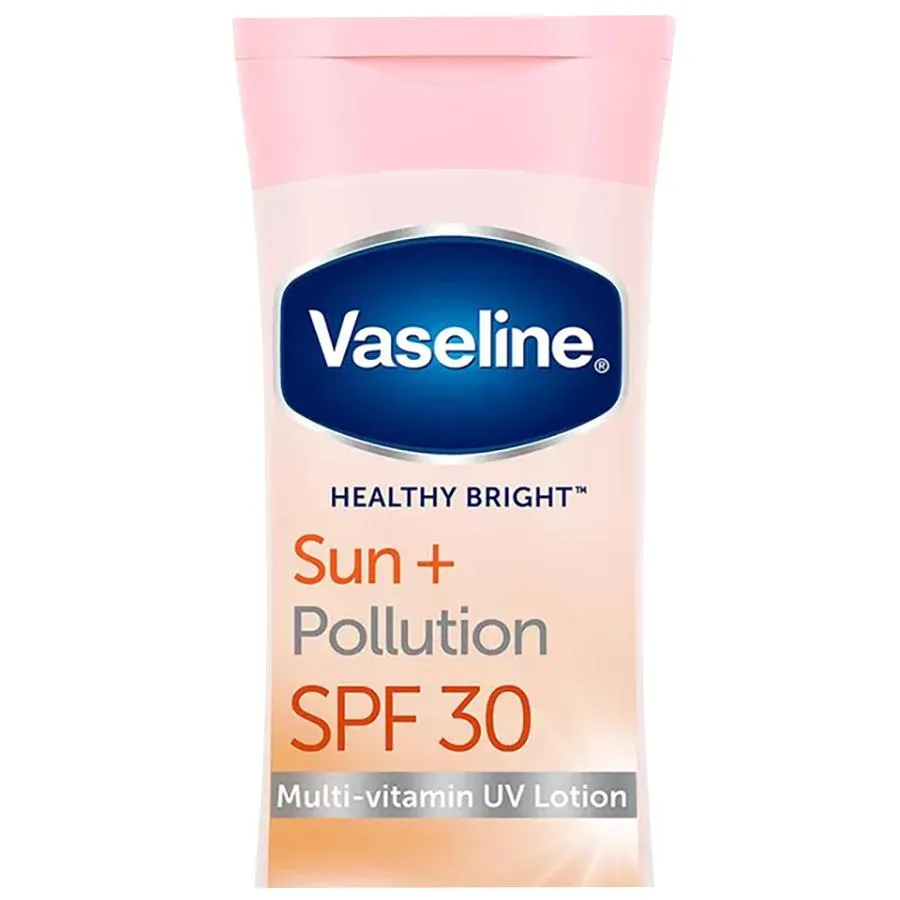 Vaseline®
HEALTHY BRIGHT™
Sun +
Pollution
SPF 30
Multi-vitamin UV Lotion